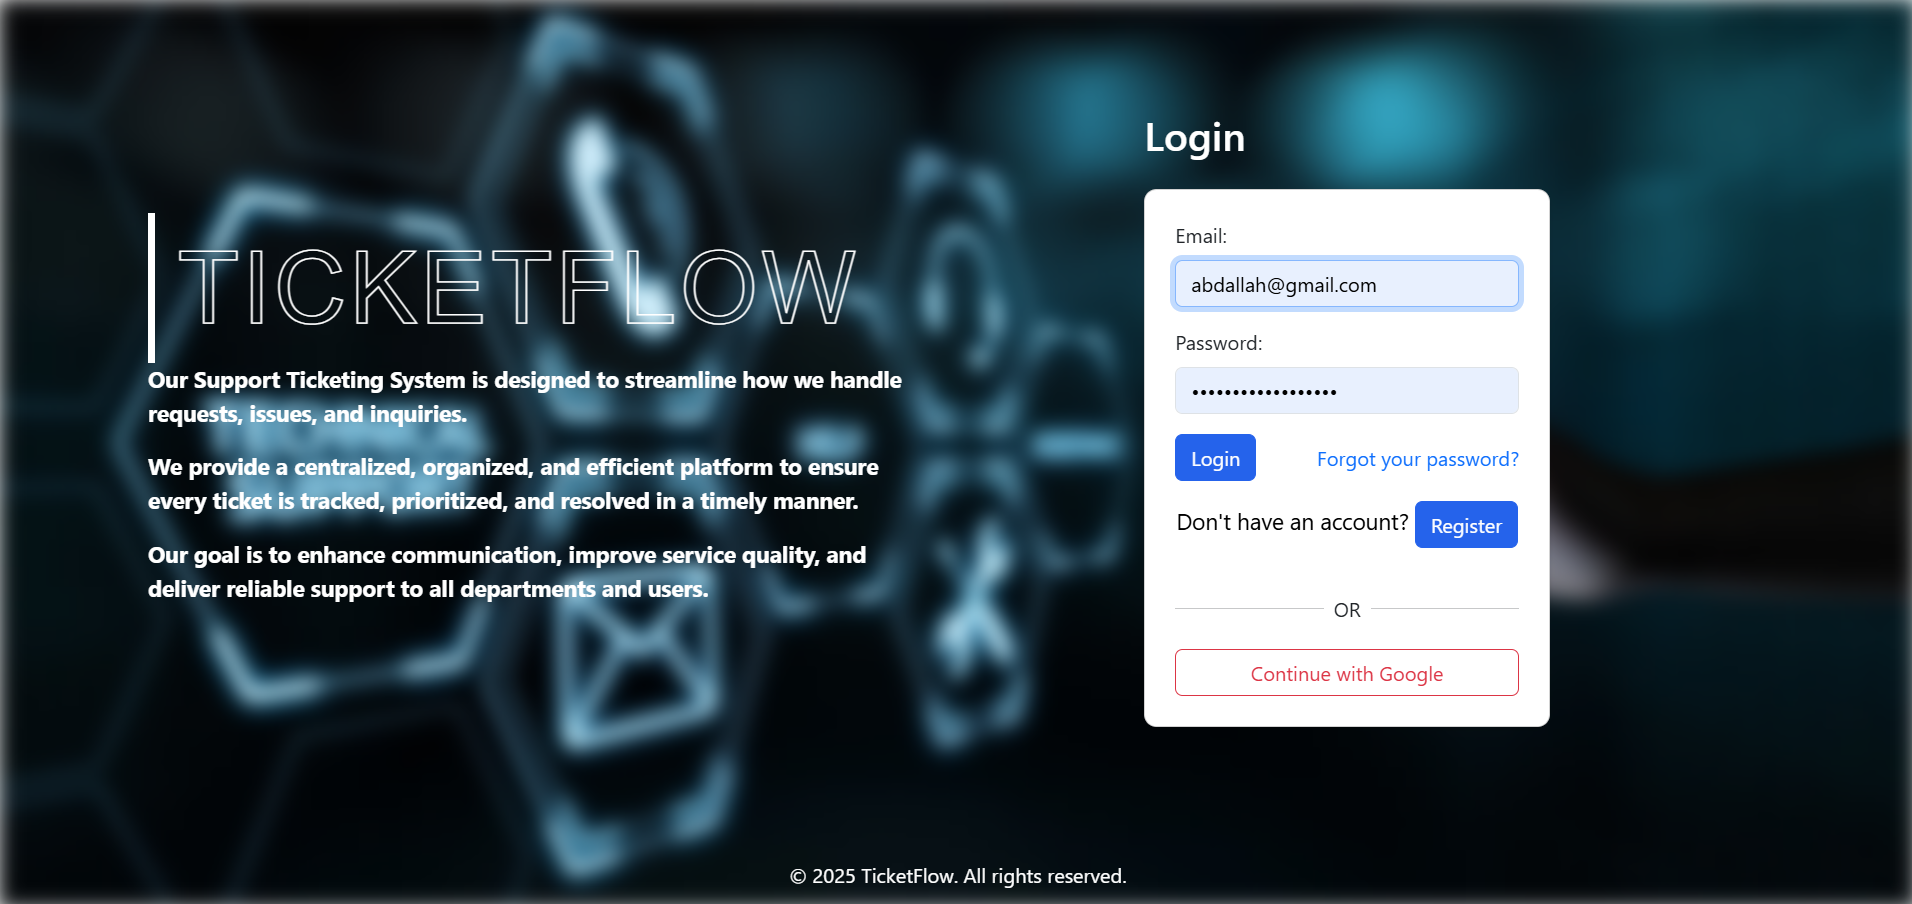 TICKETFLOW
Our Support Ticketing System is designed to streamline how we handle
requests, issues, and inquiries.
We provide a centralized, organized, and efficient platform to ensure
every ticket is tracked, prioritized, and resolved in a timely manner.
Our goal is to enhance communication, improve service quality, and
deliver reliable support to all departments and users.
Login
Email:
abdallah@gmail.com
Password:
••••••••••••••••••
Login
Forgot your password?
Don't have an account? Register
OR
Continue with Google
© 2025 TicketFlow. All rights reserved.